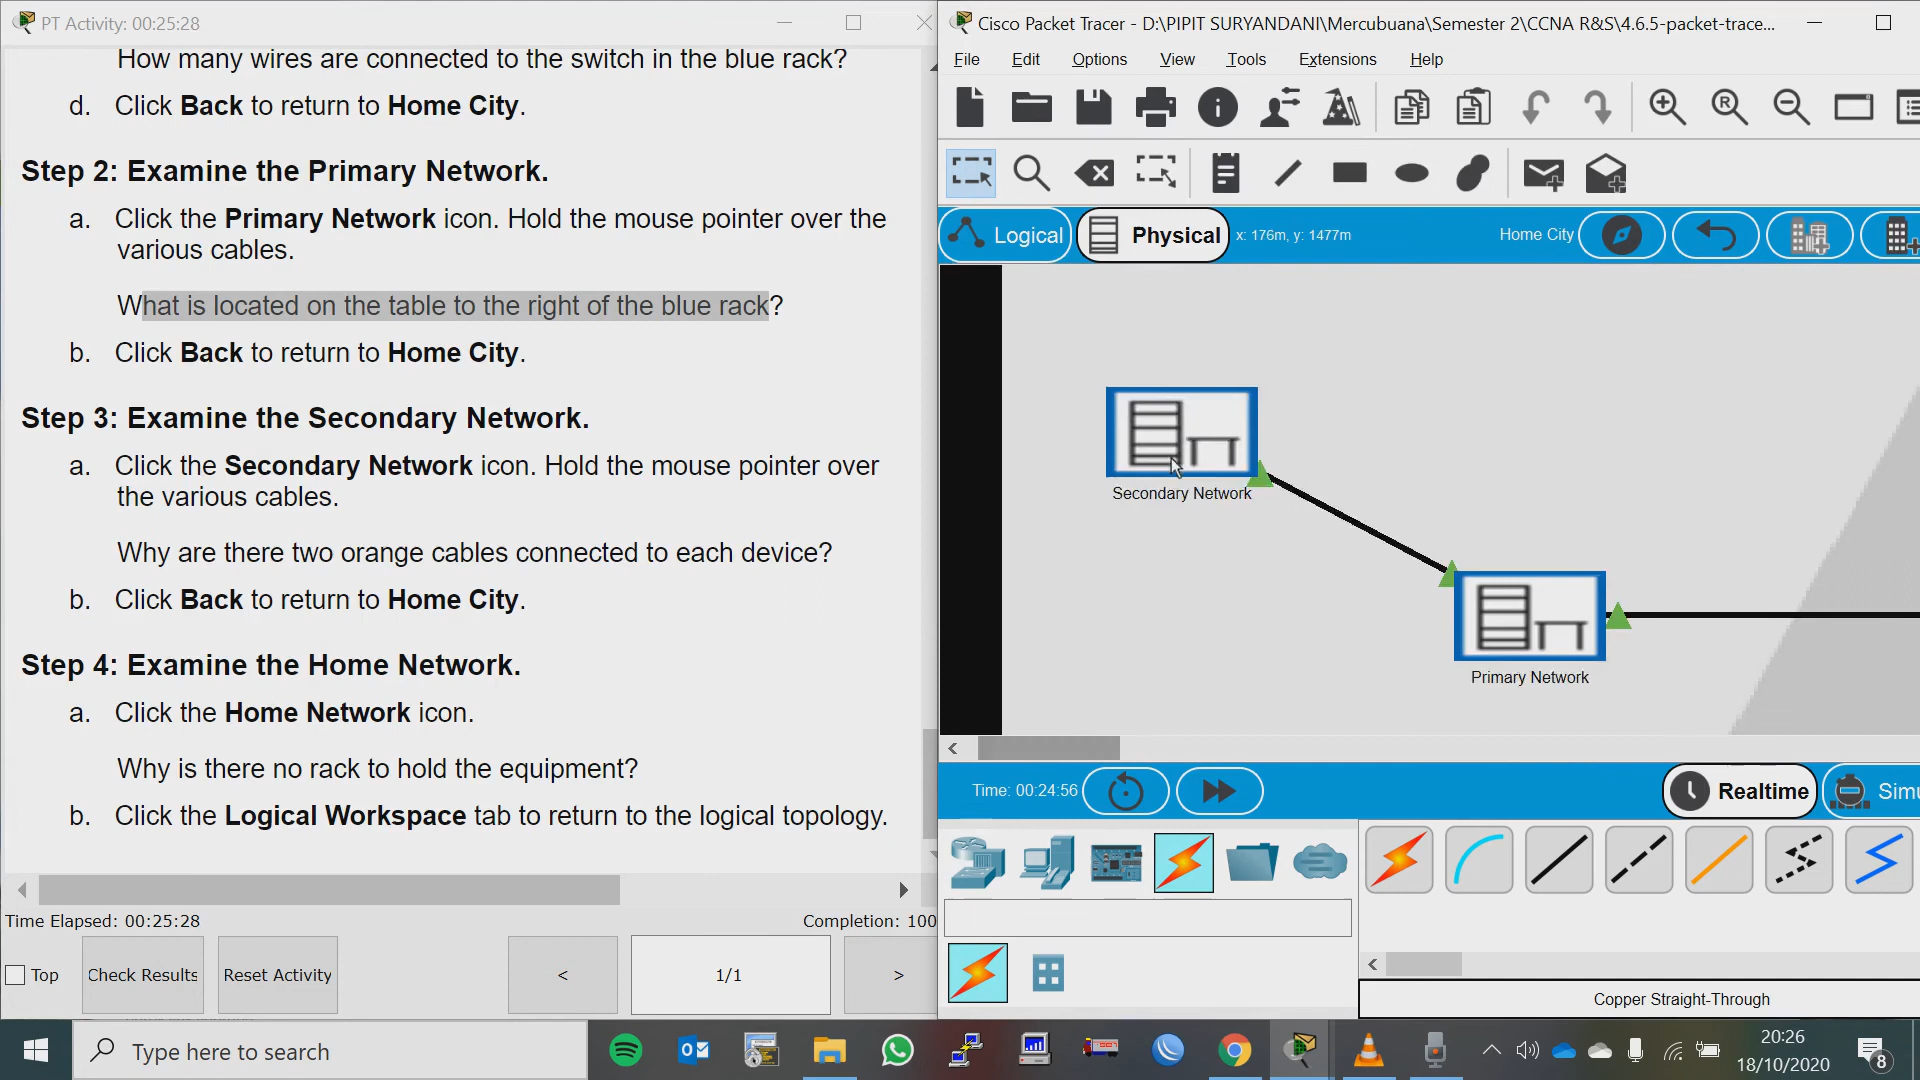 PT Activity: 00:25:28
How many wires are connected to the switch in the blue rack?
d. Click Back to return to Home City.
Step 2: Examine the Primary Network.
a. Click the Primary Network icon. Hold the mouse pointer over the
various cables.
What is located on the table to the right of the blue rack?
b. Click Back to return to Home City.
Step 3: Examine the Secondary Network.
a. Click the Secondary Network icon. Hold the mouse pointer over
the various cables.
Why are there two orange cables connected to each device?
b. Click Back to return to Home City.
Step 4: Examine the Home Network.
a. Click the Home Network icon.
Why is there no rack to hold the equipment?
b. Click the Logical Workspace tab to return to the logical topology.
Time Elapsed: 00:25:28
Completion: 100
Top
Check Results
Reset Activity
<
1/1
>
Cisco Packet Tracer - D:\PIPIT SURYANDANI\Mercubuana\Semester 2\CCNA R&S\4.6.5-packet-trace...
File Edit Options View Tools Extensions Help
Logical
Physical
x: 176m, y: 1477m
Home City
Secondary Network
Primary Network
Time: 00:24:56
Realtime
Simu
Copper Straight-Through
Type here to search
20:26
18/10/2020
8